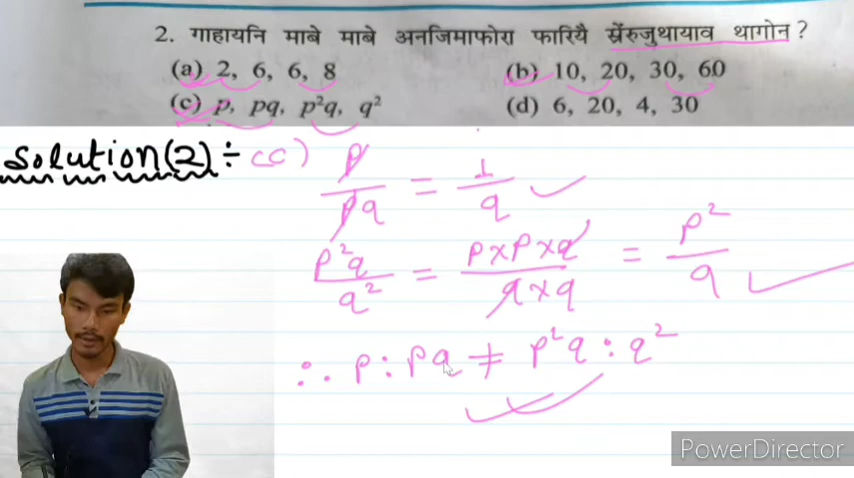 2. गाहायनि माबे माबे अनजिमाफोरा फारियै स्रेंरुजुथायाव थागोन ?
(a) 2, 6, 6, 8 (b) 10, 20, 30, 60
(c) p, pq, p²q, q² (d) 6, 20, 4, 30
Solution(2) ÷ (c) p/pq = 1/q ✓
p²q/q² = p×p×q/q×q = p²/q ✓
∴ p : pq ≠ p²q : q²
PowerDirector